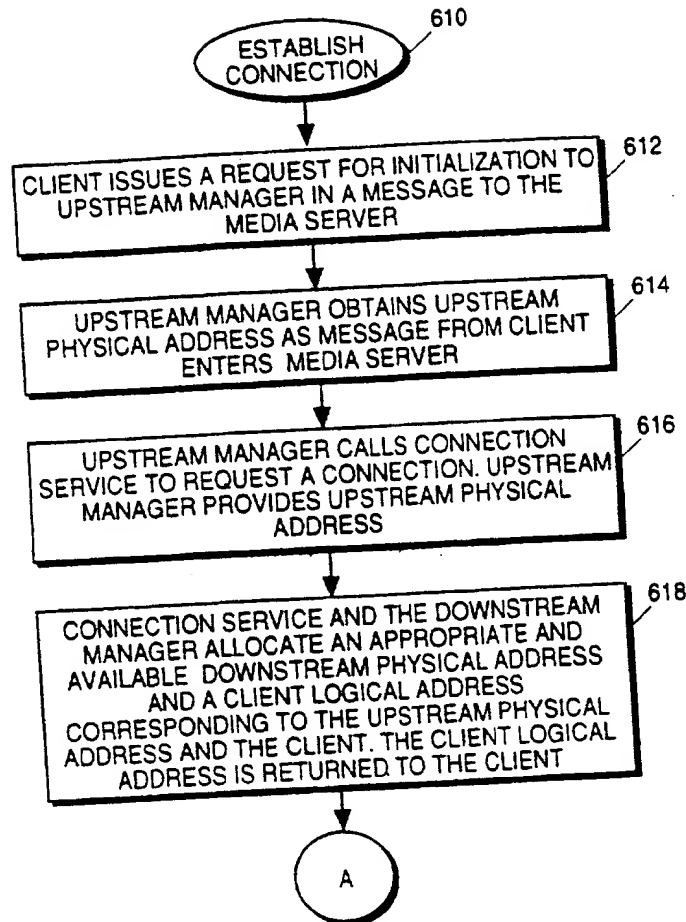 610
ESTABLISH
CONNECTION
612
CLIENT ISSUES A REQUEST FOR INITIALIZATION TO
UPSTREAM MANAGER IN A MESSAGE TO THE
MEDIA SERVER
614
UPSTREAM MANAGER OBTAINS UPSTREAM
PHYSICAL ADDRESS AS MESSAGE FROM CLIENT
ENTERS MEDIA SERVER
616
UPSTREAM MANAGER CALLS CONNECTION
SERVICE TO REQUEST A CONNECTION. UPSTREAM
MANAGER PROVIDES UPSTREAM PHYSICAL
ADDRESS
618
CONNECTION SERVICE AND THE DOWNSTREAM
MANAGER ALLOCATE AN APPROPRIATE AND
AVAILABLE DOWNSTREAM PHYSICAL ADDRESS
AND A CLIENT LOGICAL ADDRESS
CORRESPONDING TO THE UPSTREAM PHYSICAL
ADDRESS AND THE CLIENT. THE CLIENT LOGICAL
ADDRESS IS RETURNED TO THE CLIENT
A